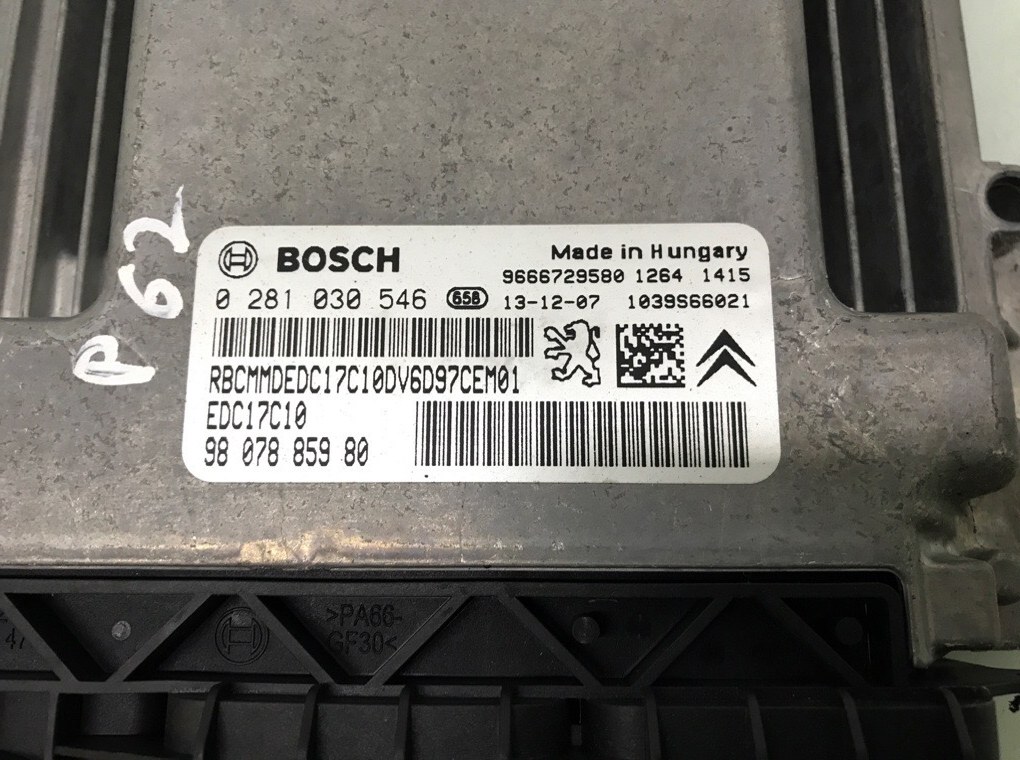 BOSCH
Made in Hungary
9666729580 1264 1415
0 281 030 546 658 13-12-07 1039S66021
RBCMMDEDC17C10DV6D97CEM01
EDC17C10
98 078 859 80
P 62
>PA66-
GF30<